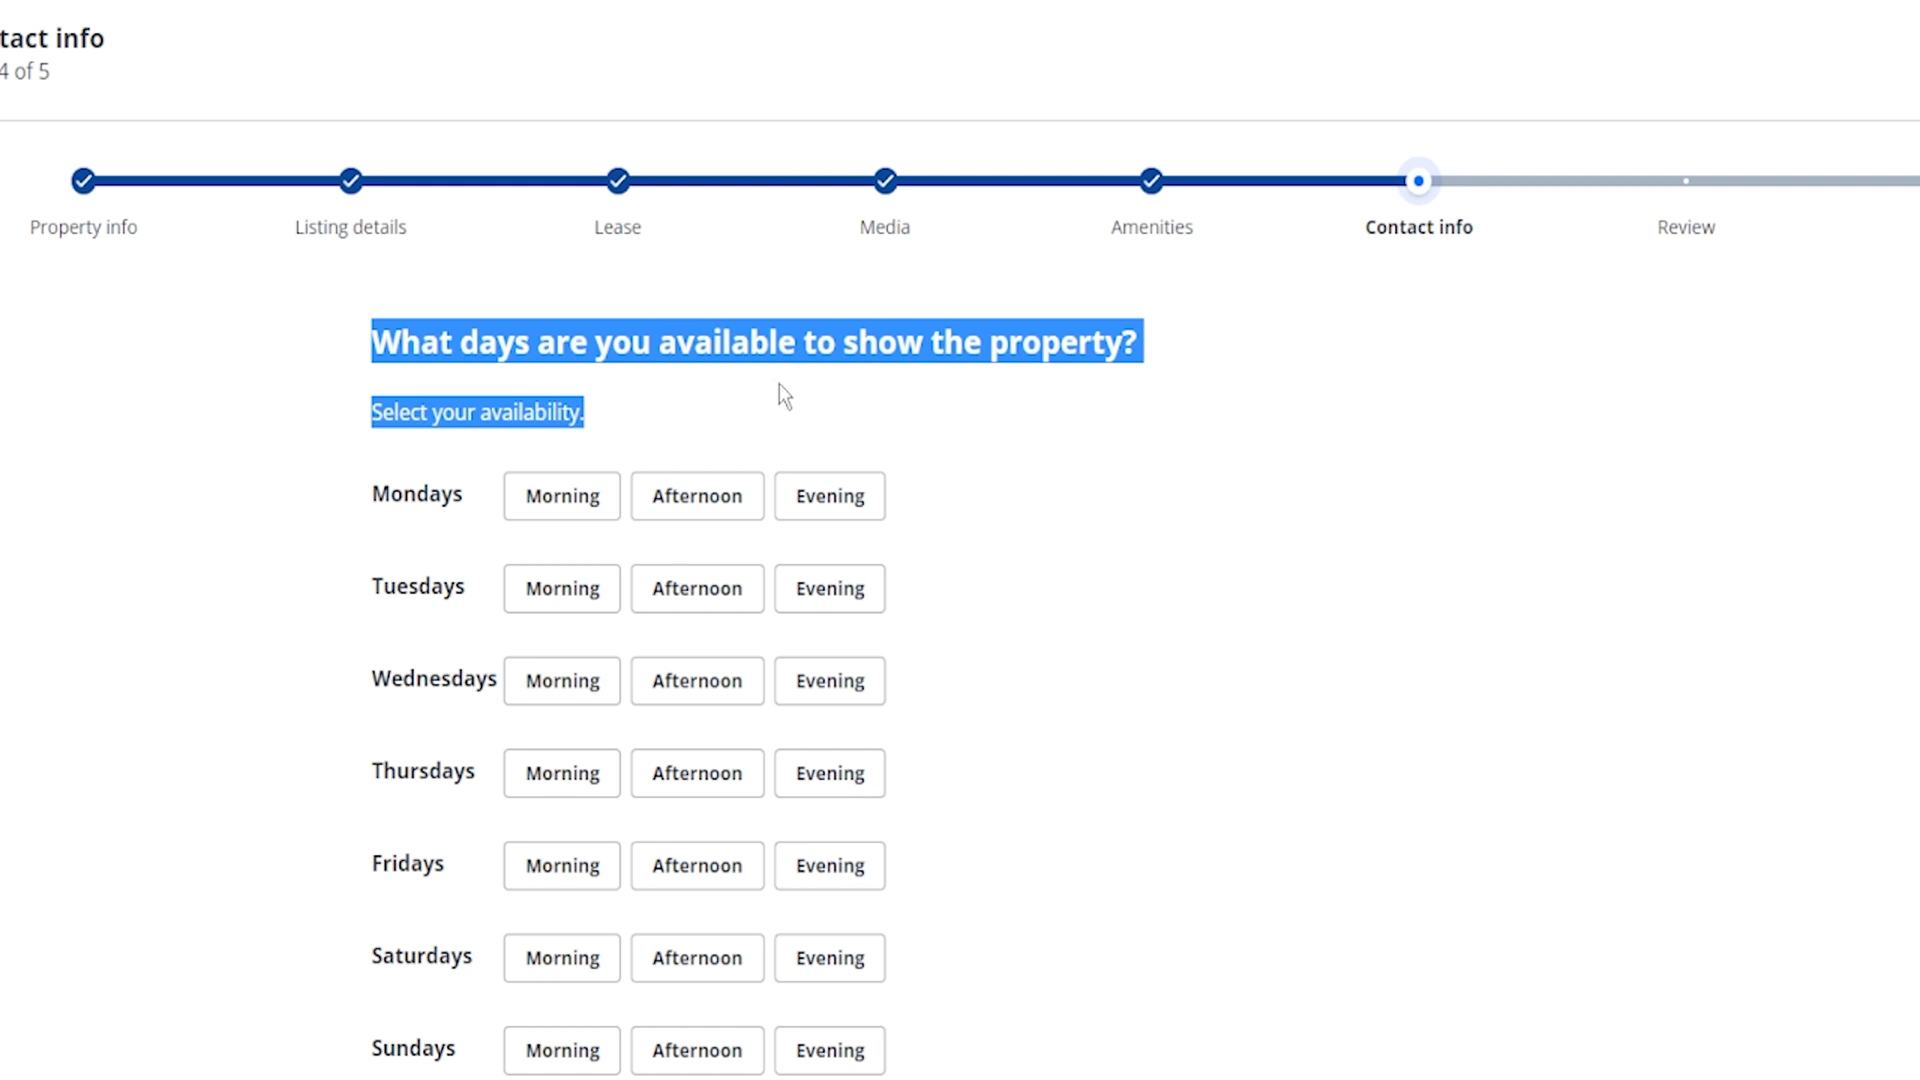 tact info
4 of 5
Property info Listing details Lease Media Amenities Contact info Review
What days are you available to show the property?
Select your availability.
Mondays Morning Afternoon Evening
Tuesdays Morning Afternoon Evening
Wednesdays Morning Afternoon Evening
Thursdays Morning Afternoon Evening
Fridays Morning Afternoon Evening
Saturdays Morning Afternoon Evening
Sundays Morning Afternoon Evening